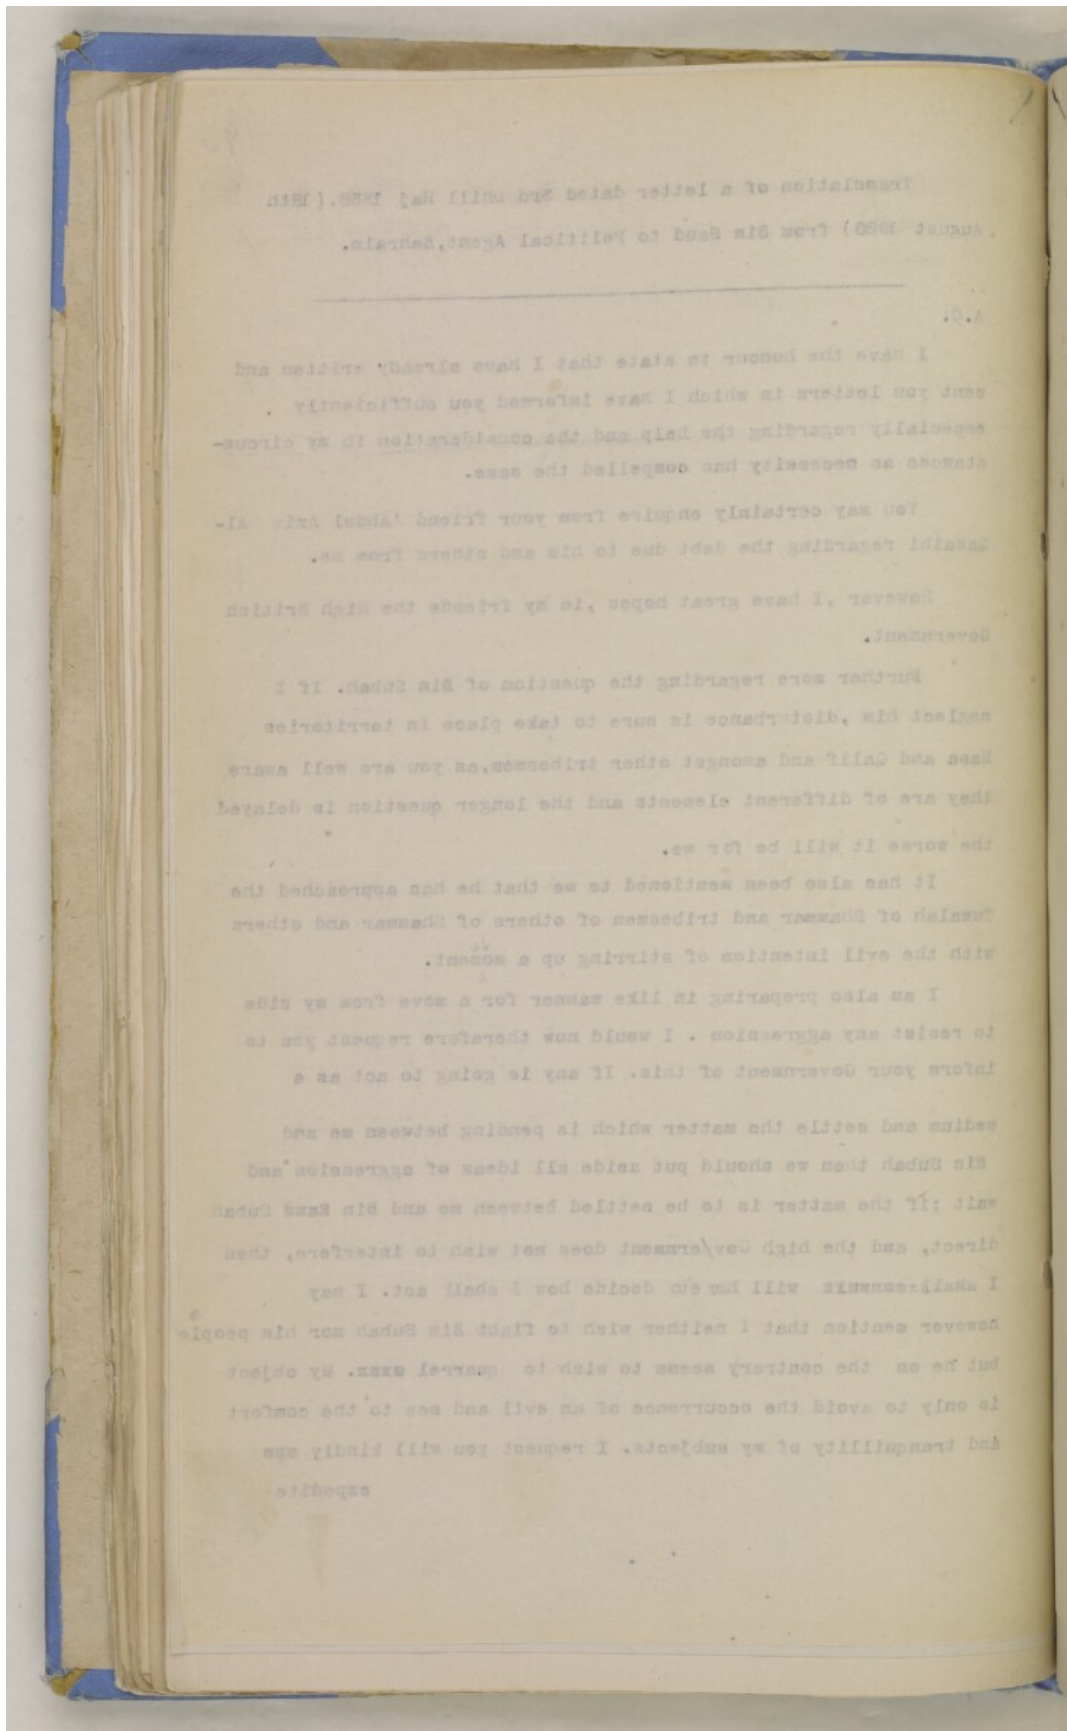 Translation of a letter dated 3rd Zhill Haj 1338.(18th
August 1920) from Bin Saud to Political Agent,Bahrain.
A.C.
I have the honour to state that I have already written and
sent you letters in which I have informed you sufficiently
especially regarding the help and the consideration in my circum-
stances as necessity has compelled the same.
You may certainly enquire from your friend 'Abdul Aziz Al-
Qusaibi regarding the debt due to him and others from me.
However ,I have great hopes ,in my friends the High British
Government.
Further more regarding the question of Bin Subah. If I
neglect him ,disturbance is sure to take place in territories
Hasa and Qatif and amongst other tribesmen,as you are well aware
they are of different elements and the longer question is delayed
the worse it will be for me.
It has also been mentioned to me that he has approached the
Tuwalah of Shammar and tribesmen of others of Shammar and others
with the evil intention of stirring up a moment.
I am also preparing in like manner for a move from my side
to resist any aggression . I would now therefore request you to
inform your Government of this. If any is going to act as a
medium and settle the matter which is pending between me and
Bin Subah then we should put aside all ideas of aggression and
wait ;if the matter is to be settled between me and Bin Subah
direct, and the high Gov/ernment does not wish to interfere, then
I will decide how I shall act. I may
however mention that I neither wish to fight Bin Subah nor his people
but he on the contrary seems to wish to quarrel. My object
is only to avoid the occurrence of an evil and see to the comfort
and tranquillity of my subjects. I request you will kindly
expedite